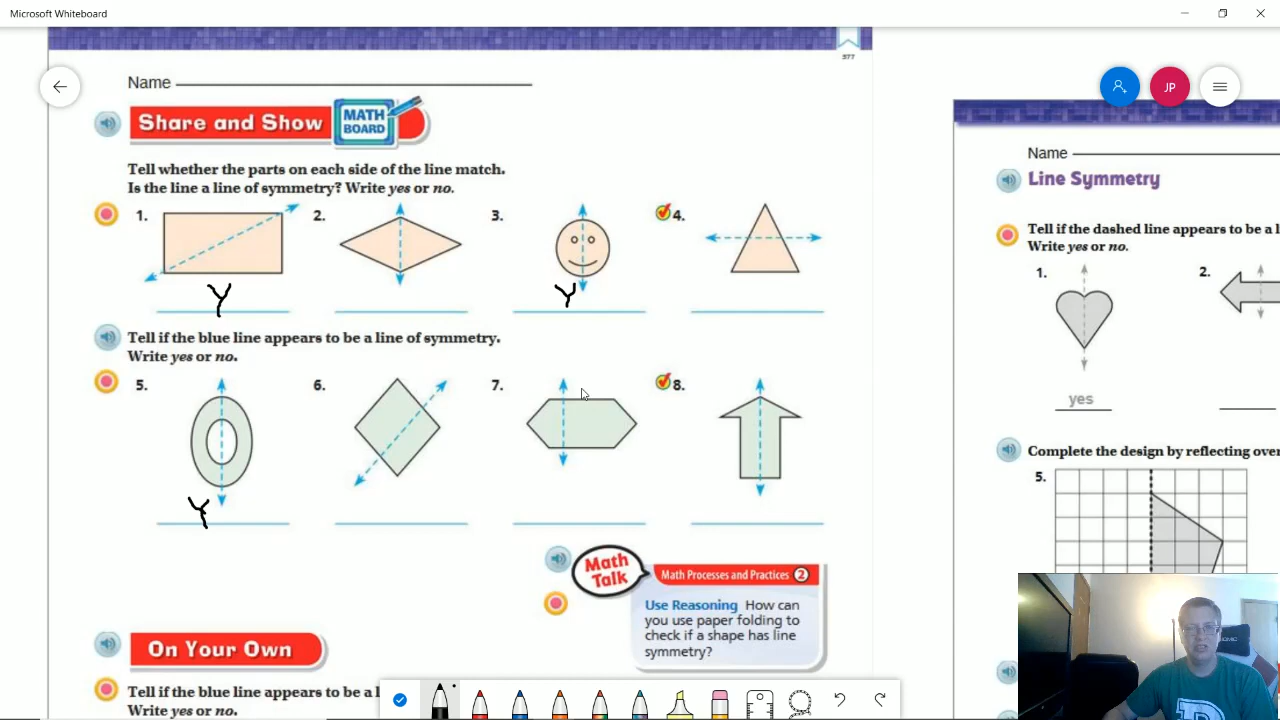 Microsoft Whiteboard
577
Name
Share and Show
MATH
BOARD
Tell whether the parts on each side of the line match.
Is the line a line of symmetry? Write yes or no.
1.
2.
3.
4.
Y
Y
Tell if the blue line appears to be a line of symmetry.
Write yes or no.
5.
6.
7.
8.
Y
Math
Talk
Math Processes and Practices 2
Use Reasoning How can
you use paper folding to
check if a shape has line
symmetry?
On Your Own
Tell if the blue line appears to be a l
Write yes or no.
JP
Name
Line Symmetry
Tell if the dashed line appears to be a l
Write yes or no.
1.
2.
yes
Complete the design by reflecting over
5.